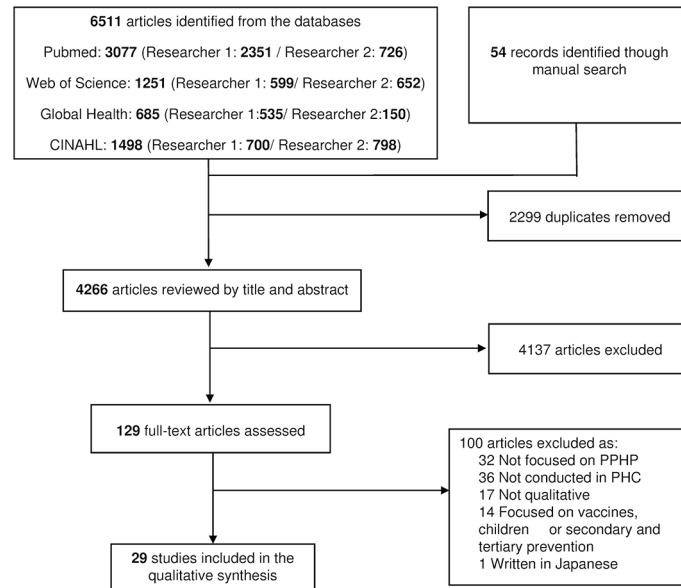 6511 articles identified from the databases
Pubmed: 3077 (Researcher 1: 2351 / Researcher 2: 726)
Web of Science: 1251 (Researcher 1: 599/ Researcher 2: 652)
Global Health: 685 (Researcher 1:535/ Researcher 2:150)
CINAHL: 1498 (Researcher 1: 700/ Researcher 2: 798)
54 records identified though
manual search
2299 duplicates removed
4266 articles reviewed by title and abstract
4137 articles excluded
129 full-text articles assessed
100 articles excluded as:
32 Not focused on PPHP
36 Not conducted in PHC
17 Not qualitative
14 Focused on vaccines,
children or secondary and
tertiary prevention
1 Written in Japanese
29 studies included in the
qualitative synthesis